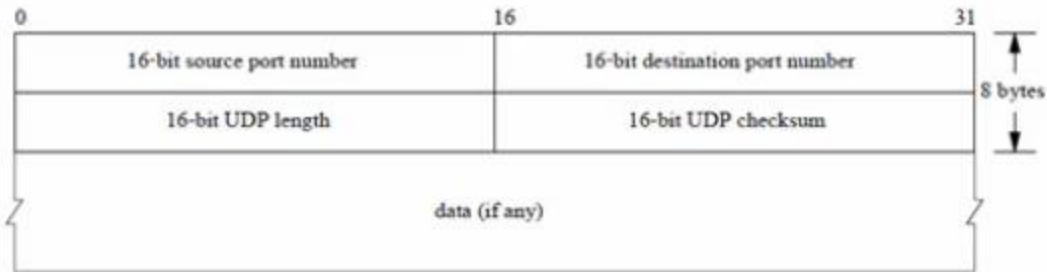 0 16 31
16-bit source port number 16-bit destination port number
8 bytes
16-bit UDP length 16-bit UDP checksum
data (if any)